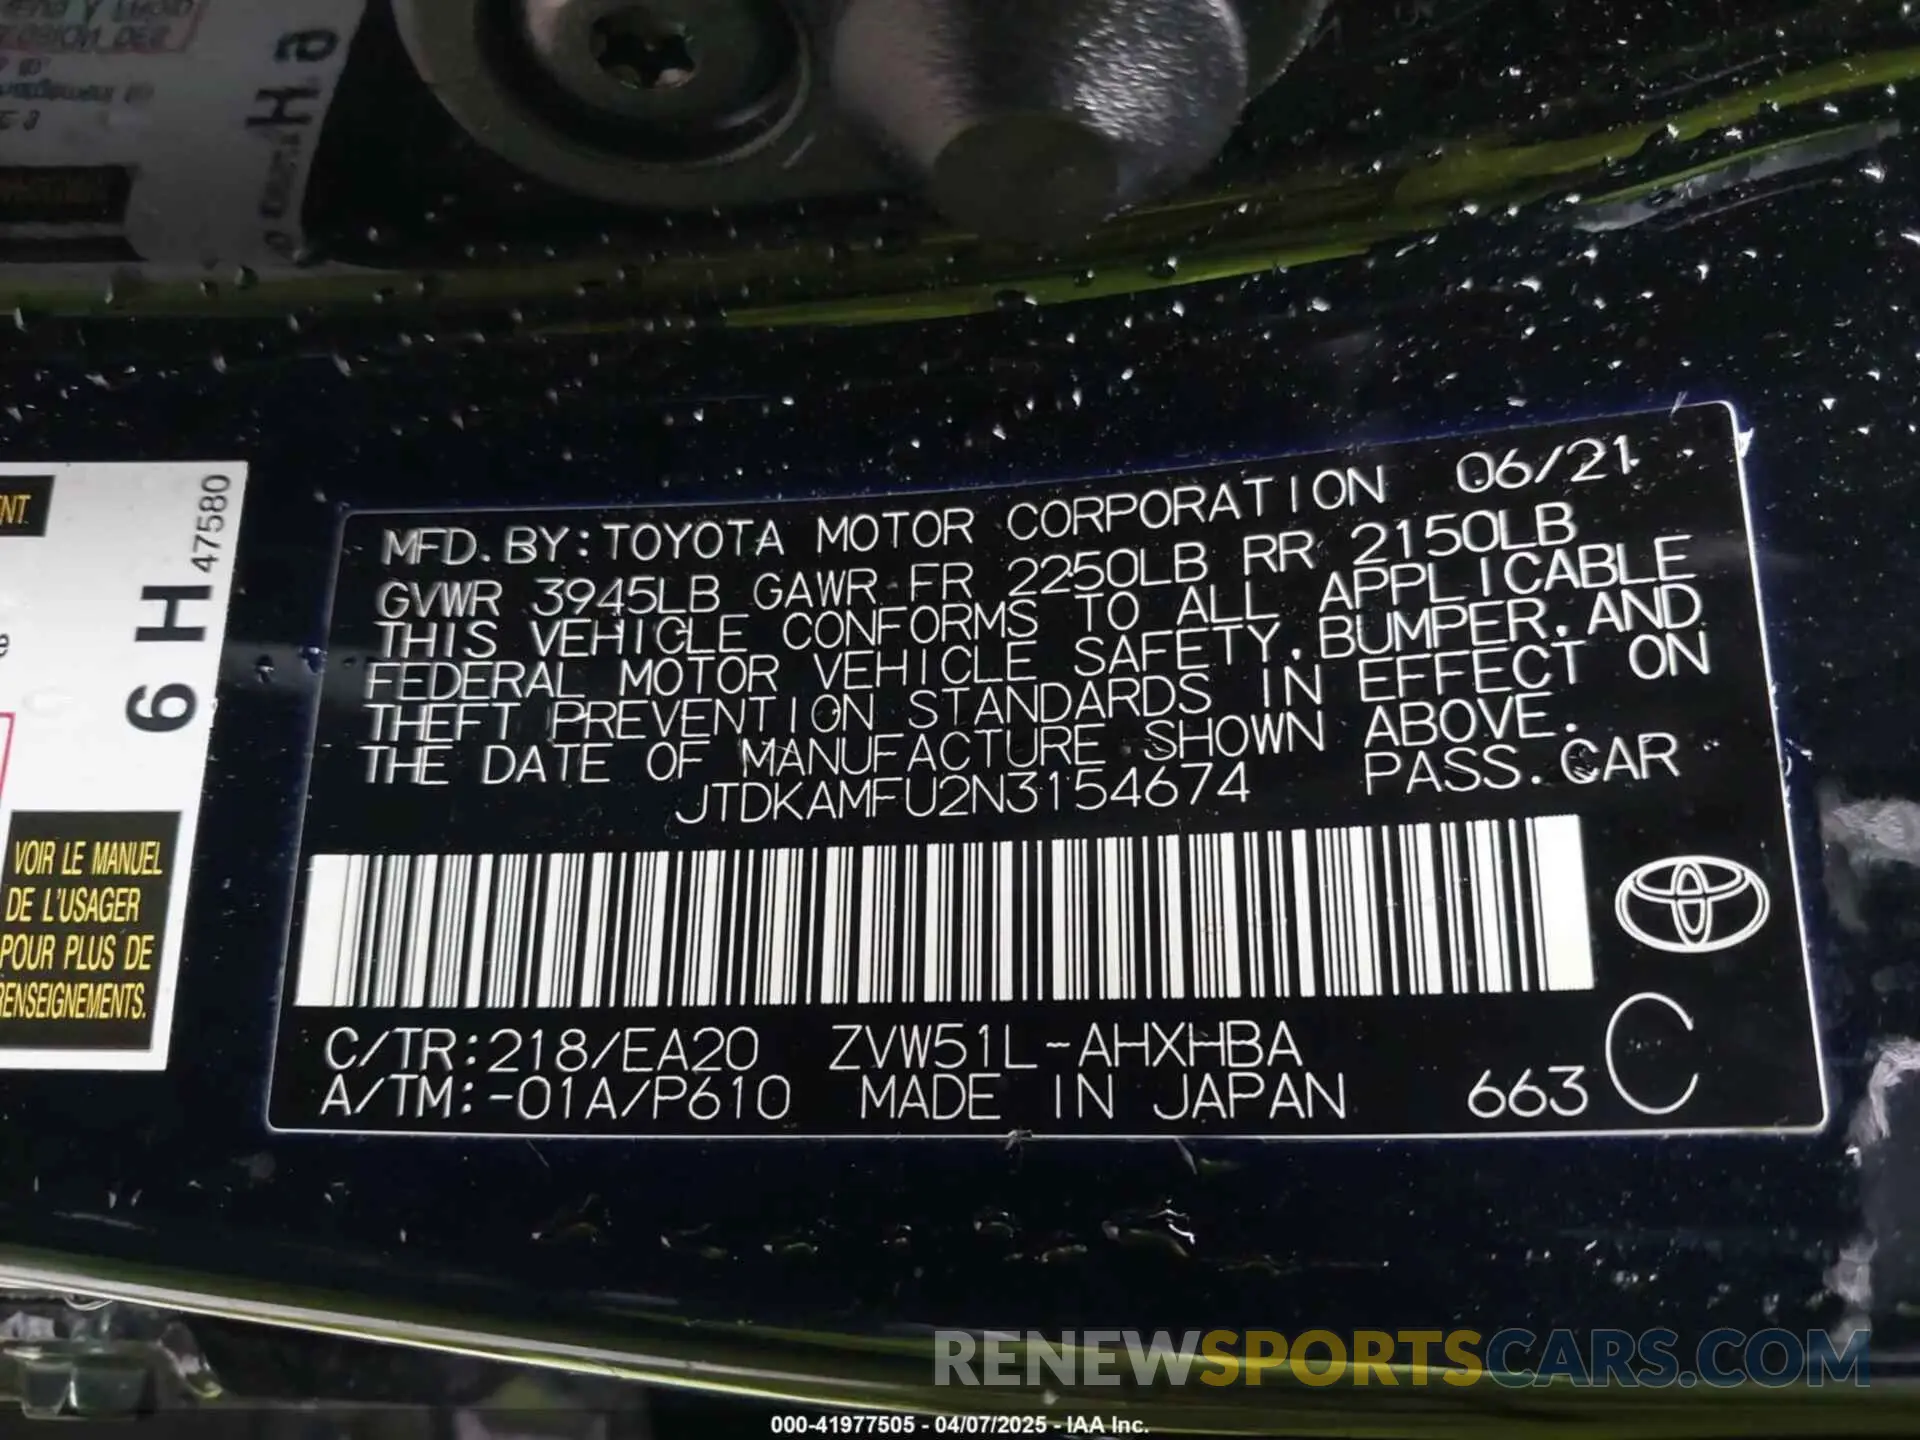 H a
NT
47580
6 H
MFD. BY: TOYOTA MOTOR CORPORATION 06/21
GVWR 3945LB GAWR FR 2250LB RR 2150LB
THIS VEHICLE CONFORMS TO ALL APPLICABLE
FEDERAL MOTOR VEHICLE SAFETY, BUMPER, AND
THEFT PREVENTION STANDARDS IN EFFECT ON
THE DATE OF MANUFACTURE SHOWN ABOVE.
JTDKAMFU2N3154674 PASS. CAR
VOIR LE MANUEL
DE L'USAGER
POUR PLUS DE
RENSEIGNEMENTS.
C/TR: 218/EA20 ZVW51L-AHXHBA
A/TM: -01A/P610 MADE IN JAPAN 663 C
RENEWSPORTSCARS.COM
000-41977505 - 04/07/2025 - IAA Inc.